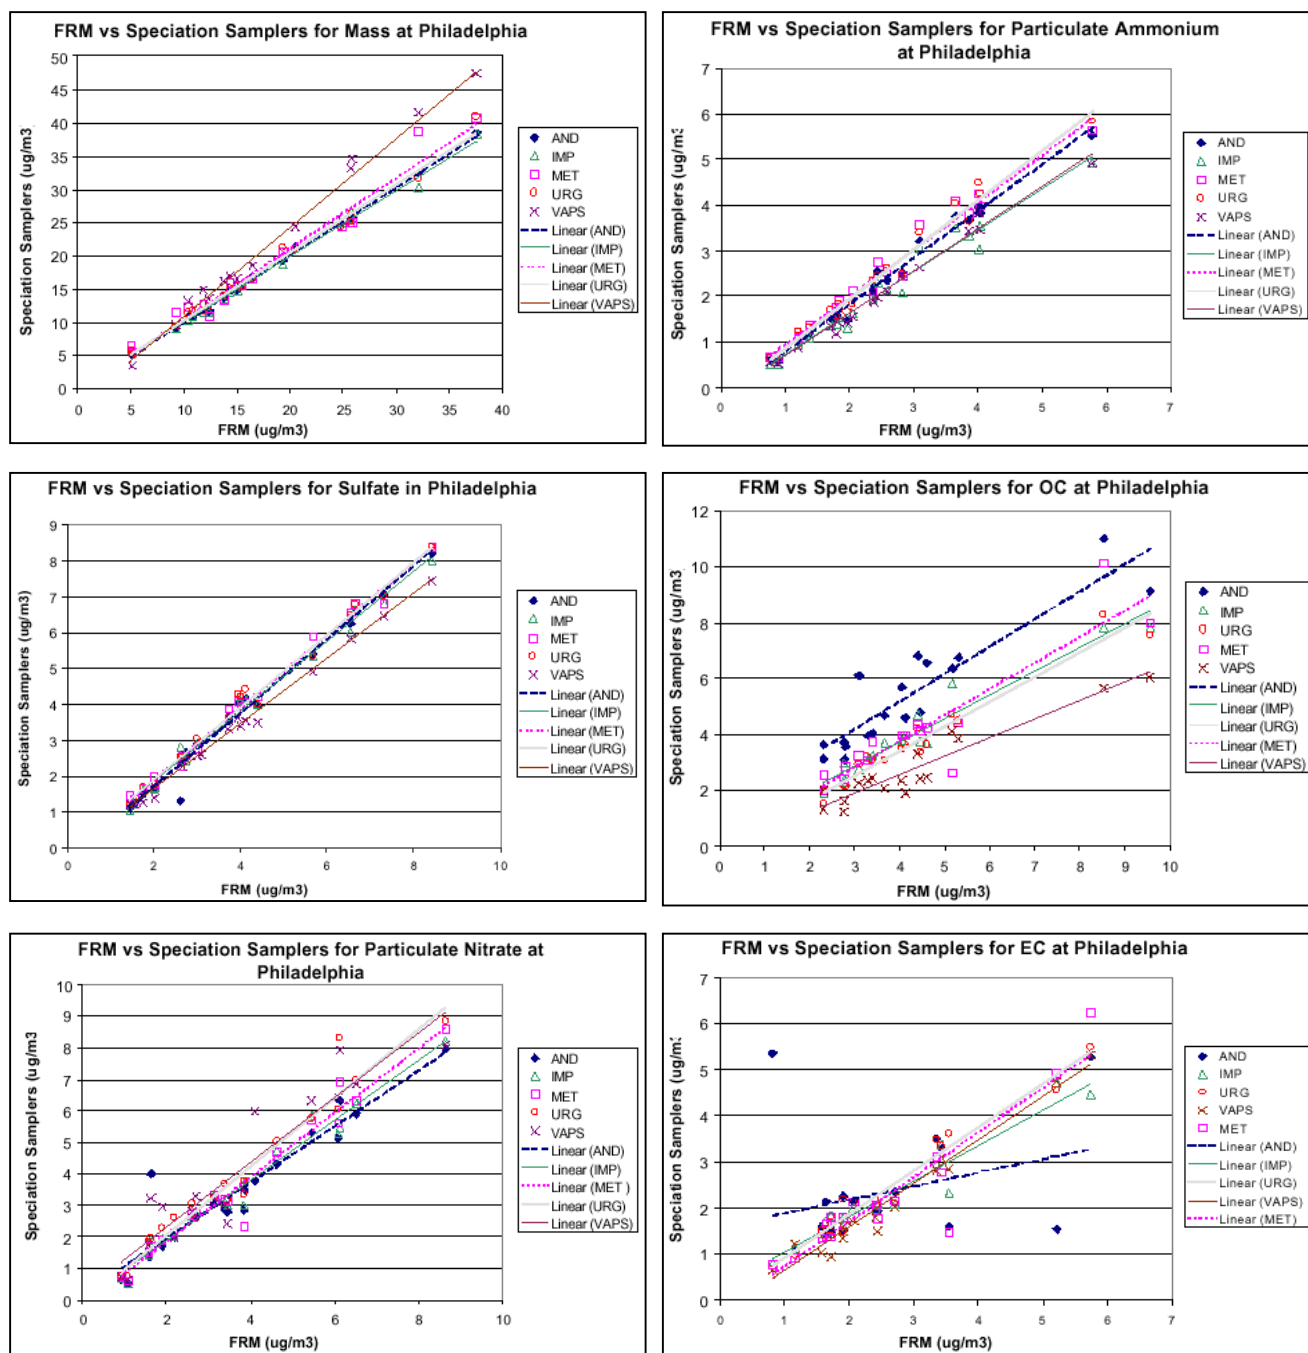 FRM vs Speciation Samplers for Mass at Philadelphia
50
45
40
35
30
25
20
15
10
5
0
Speciation Samplers (ug/m3)
0 5 10 15 20 25 30 35 40
FRM (ug/m3)
AND
IMP
MET
URG
VAPS
Linear (AND)
Linear (IMP)
Linear (MET)
Linear (URG)
Linear (VAPS)
FRM vs Speciation Samplers for Particulate Ammonium
at Philadelphia
7
6
5
4
3
2
1
0
Speciation Samplers (ug/m3
0 1 2 3 4 5 6 7
FRM (ug/m3)
AND
IMP
MET
URG
VAPS
Linear (AND)
Linear (IMP)
Linear (MET)
Linear (URG)
Linear (VAPS)
FRM vs Speciation Samplers for Sulfate in Philadelphia
9
8
7
6
5
4
3
2
1
0
Speciation Samplers (ug/m3)
0 2 4 6 8 10
FRM (ug/m3)
AND
IMP
MET
URG
VAPS
Linear (AND)
Linear (IMP)
Linear (MET)
Linear (URG)
Linear (VAPS)
FRM vs Speciation Samplers for OC at Philadelphia
12
10
8
6
4
2
0
Speciation Samplers (ug/m3
0 1 2 3 4 5 6 7 8 9 10
FRM (ug/m3)
AND
IMP
URG
MET
VAPS
Linear (AND)
Linear (IMP)
Linear (URG)
Linear (MET)
Linear (VAPS)
FRM vs Speciation Samplers for Particulate Nitrate at
Philadelphia
10
9
8
7
6
5
4
3
2
1
0
Speciation Samplers (ug/m3
0 2 4 6 8 10
FRM (ug/m3)
AND
IMP
MET
URG
VAPS
Linear (AND)
Linear (IMP)
Linear (MET )
Linear (URG)
Linear (VAPS)
FRM vs Speciation Samplers for EC at Philadelphia
7
6
5
4
3
2
1
0
Speciation Samplers (ug/m3
0 1 2 3 4 5 6 7
FRM (ug/m3)
AND
IMP
URG
VAPS
MET
Linear (AND)
Linear (IMP)
Linear (URG)
Linear (VAPS)
Linear (MET)